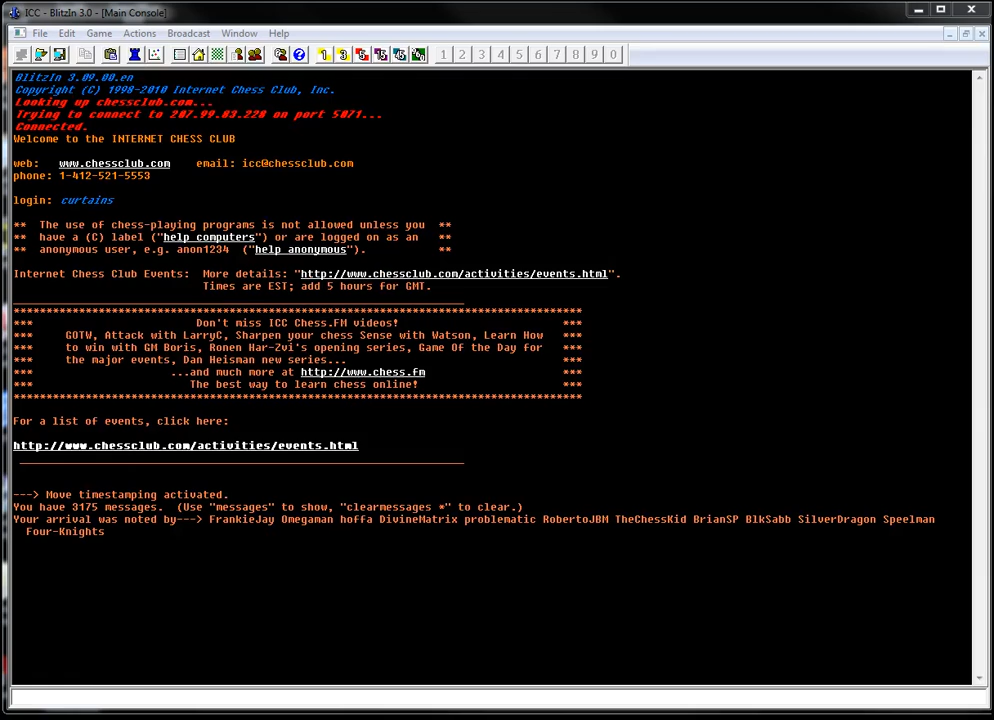 ICC - BlitzIn 3.0 - [Main Console]
File Edit Game Actions Broadcast Window Help
1 3 5 15
1 2 3 4 5 6 7 8 9 0
BlitzIn 3.09.00.en
Copyright (C) 1998-2010 Internet Chess Club, Inc.
Looking up chessclub.com...
Trying to connect to 207.99.83.228 on port 5071...
Connected.
Welcome to the INTERNET CHESS CLUB
web: www.chessclub.com email: icc@chessclub.com
phone: 1-412-521-5553
login: curtains
** The use of chess-playing programs is not allowed unless you **
** have a (C) label ("help computers") or are logged on as an **
** anonymous user, e.g. anon1234 ("help anonymous"). **
Internet Chess Club Events: More details: "http://www.chessclub.com/activities/events.html".
Times are EST; add 5 hours for GMT.
***************************************************************************************
*** Don't miss ICC Chess.FM videos! ***
*** GOTW, Attack with LarryC, Sharpen your chess Sense with Watson, Learn How ***
*** to win with GM Boris, Ronen Har-Zvi's opening series, Game Of the Day for ***
*** the major events, Dan Heisman new series... ***
*** ...and much more at http://www.chess.fm ***
*** The best way to learn chess online! ***
***************************************************************************************
For a list of events, click here:
http://www.chessclub.com/activities/events.html
---> Move timestamping activated.
You have 3175 messages. (Use "messages" to show, "clearmessages *" to clear.)
Your arrival was noted by---> FrankieJay Omegaman hoffa DivineMatrix problematic RobertoJBM TheChessKid BrianSP BlkSabb SilverDragon Speelman
Four-Knights